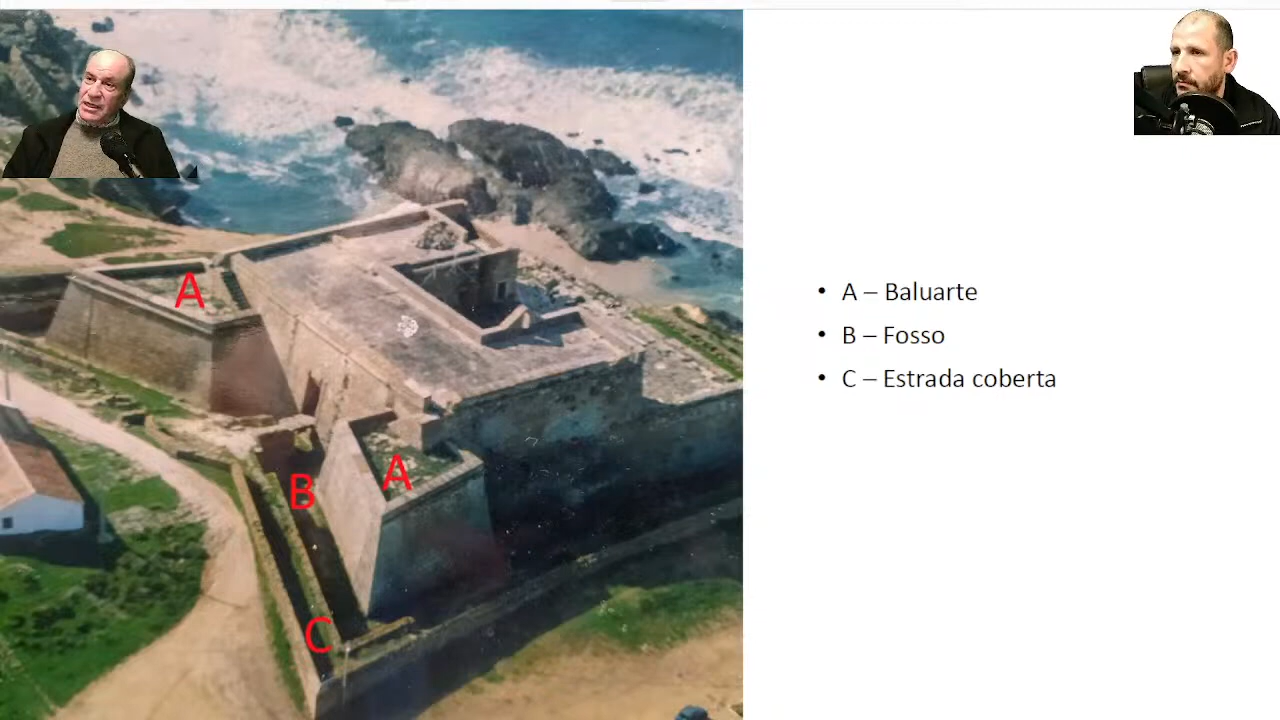 A
A
B
C
• A – Baluarte
• B – Fosso
• C – Estrada coberta